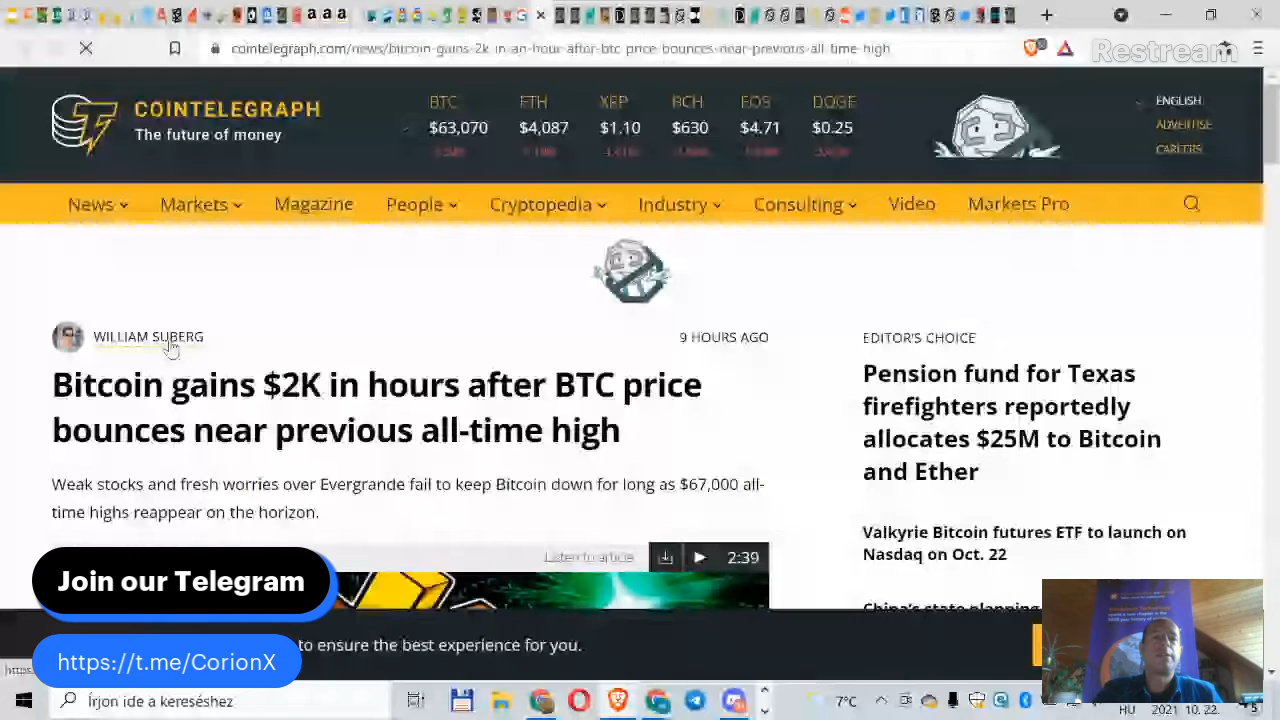 cointelegraph.com/news/bitcoin-gains-2k-in-an-hour-after-btc-price-bounces-near-previous-all-time-high
Restream
COINTELEGRAPH
The future of money
BTC ETH XRP BCH EOS DOGE
$63,070 $4,087 $1.10 $630 $4.71 $0.25
ENGLISH
ADVERTISE
CAREERS
News Markets Magazine People Cryptopedia Industry Consulting Video Markets Pro
WILLIAM SUBERG
9 HOURS AGO
Bitcoin gains $2K in hours after BTC price
bounces near previous all-time high
Weak stocks and fresh worries over Evergrande fail to keep Bitcoin down for long as $67,000 all-
time highs reappear on the horizon.
Listen to article
2:39
EDITOR'S CHOICE
Pension fund for Texas
firefighters reportedly
allocates $25M to Bitcoin
and Ether
Valkyrie Bitcoin futures ETF to launch on
Nasdaq on Oct. 22
China's state planning
Join our Telegram
to ensure the best experience for you.
https://t.me/CorionX
Írjon ide a kereséshez
7°C
HU
2021. 10. 22.